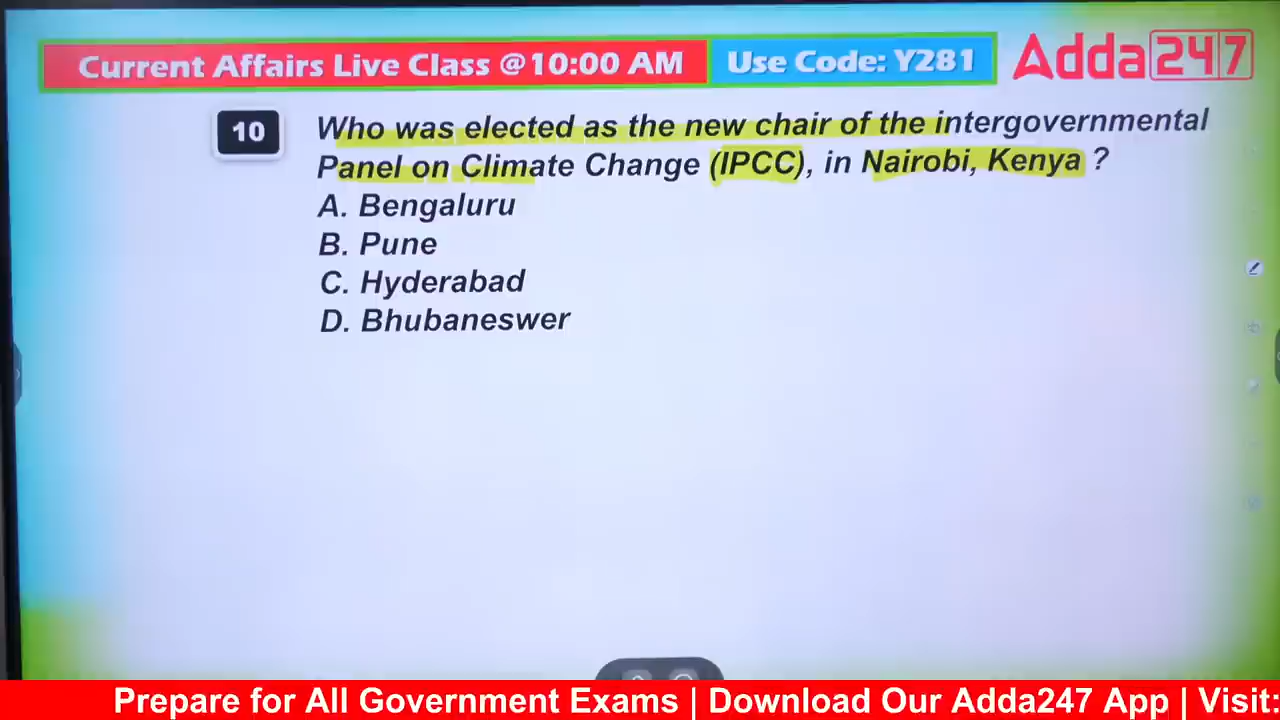 Current Affairs Live Class @10:00 AM
Use Code: Y281
Adda247
10
Who was elected as the new chair of the intergovernmental
Panel on Climate Change (IPCC), in Nairobi, Kenya ?
A. Bengaluru
B. Pune
C. Hyderabad
D. Bhubaneswer
Prepare for All Government Exams | Download Our Adda247 App | Visit: